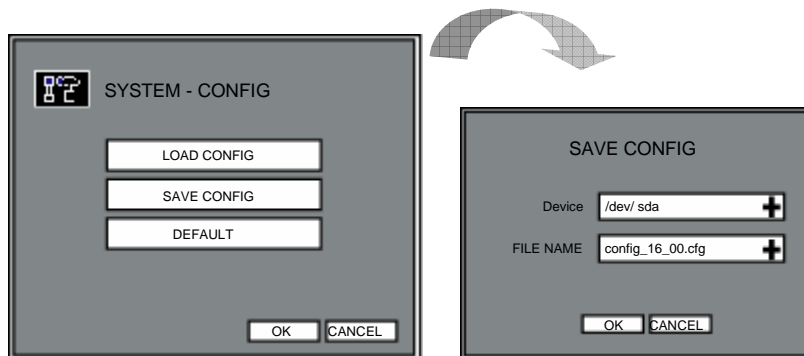 SYSTEM - CONFIG
LOAD CONFIG
SAVE CONFIG
DEFAULT
OK CANCEL
SAVE CONFIG
Device /dev/ sda
FILE NAME config_16_00.cfg
OK CANCEL